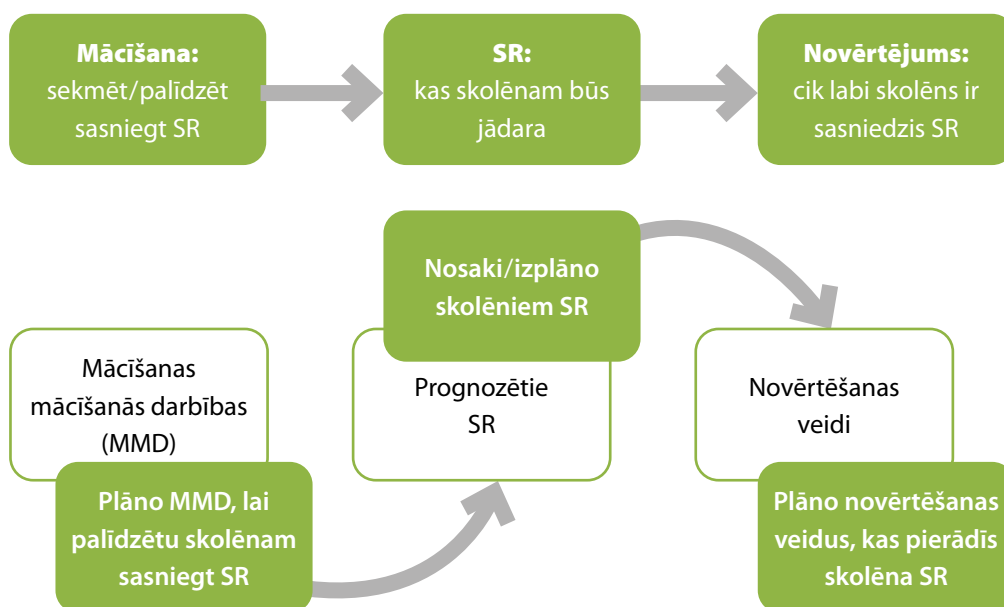 Mācīšana:
sekmēt/palīdzēt
sasniegt SR
SR:
kas skolēnam būs
jādara
Novērtējums:
cik labi skolēns ir
sasniedzis SR
Nosaki/izplāno
skolēniem SR
Mācīšanas
mācīšanās darbības
(MMD)
Prognozētie
SR
Novērtēšanas
veidi
Plāno MMD, lai
palīdzētu skolēnam
sasniegt SR
Plāno novērtēšanas
veidus, kas pierādīs
skolēna SR